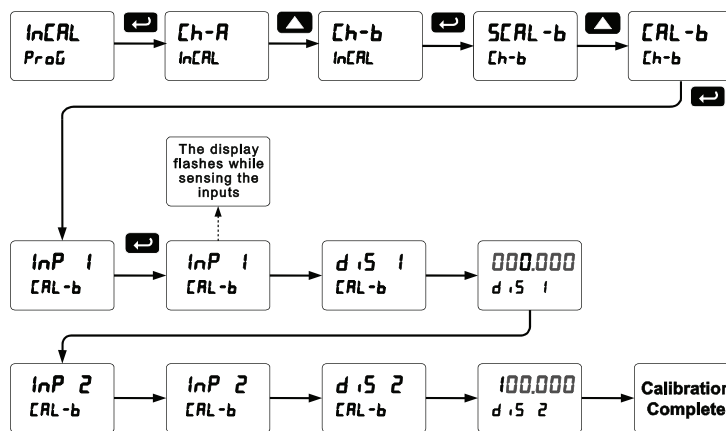 InCAL
ProG
Ch-A
InCAL
Ch-b
InCAL
SCAL-b
Ch-b
CAL-b
Ch-b
The display
flashes while
sensing the
inputs
InP 1
CAL-b
InP 1
CAL-b
diS 1
CAL-b
000.000
diS 1
InP 2
CAL-b
InP 2
CAL-b
diS 2
CAL-b
100.000
diS 2
Calibration
Complete